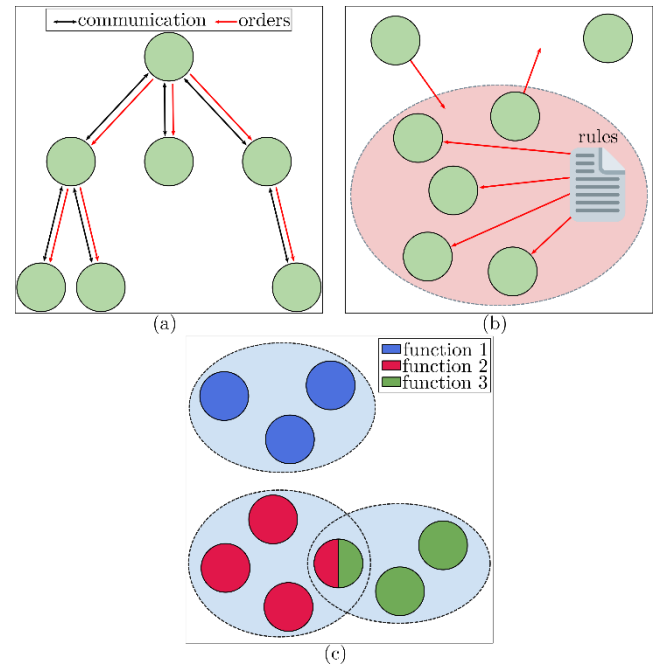 communication orders
(a)
rules
(b)
function 1
function 2
function 3
(c)